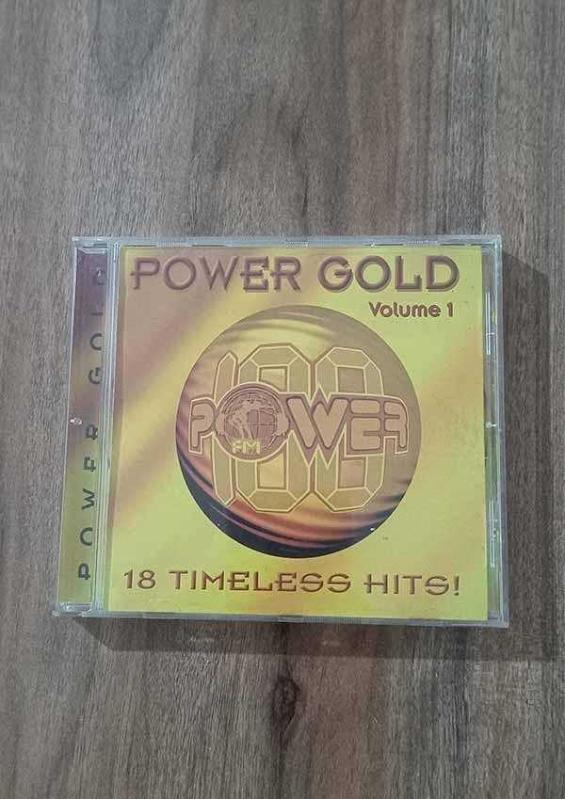 POWER GOLD
Volume 1
100
POWER
FM
18 TIMELESS HITS!
POWER GOLD